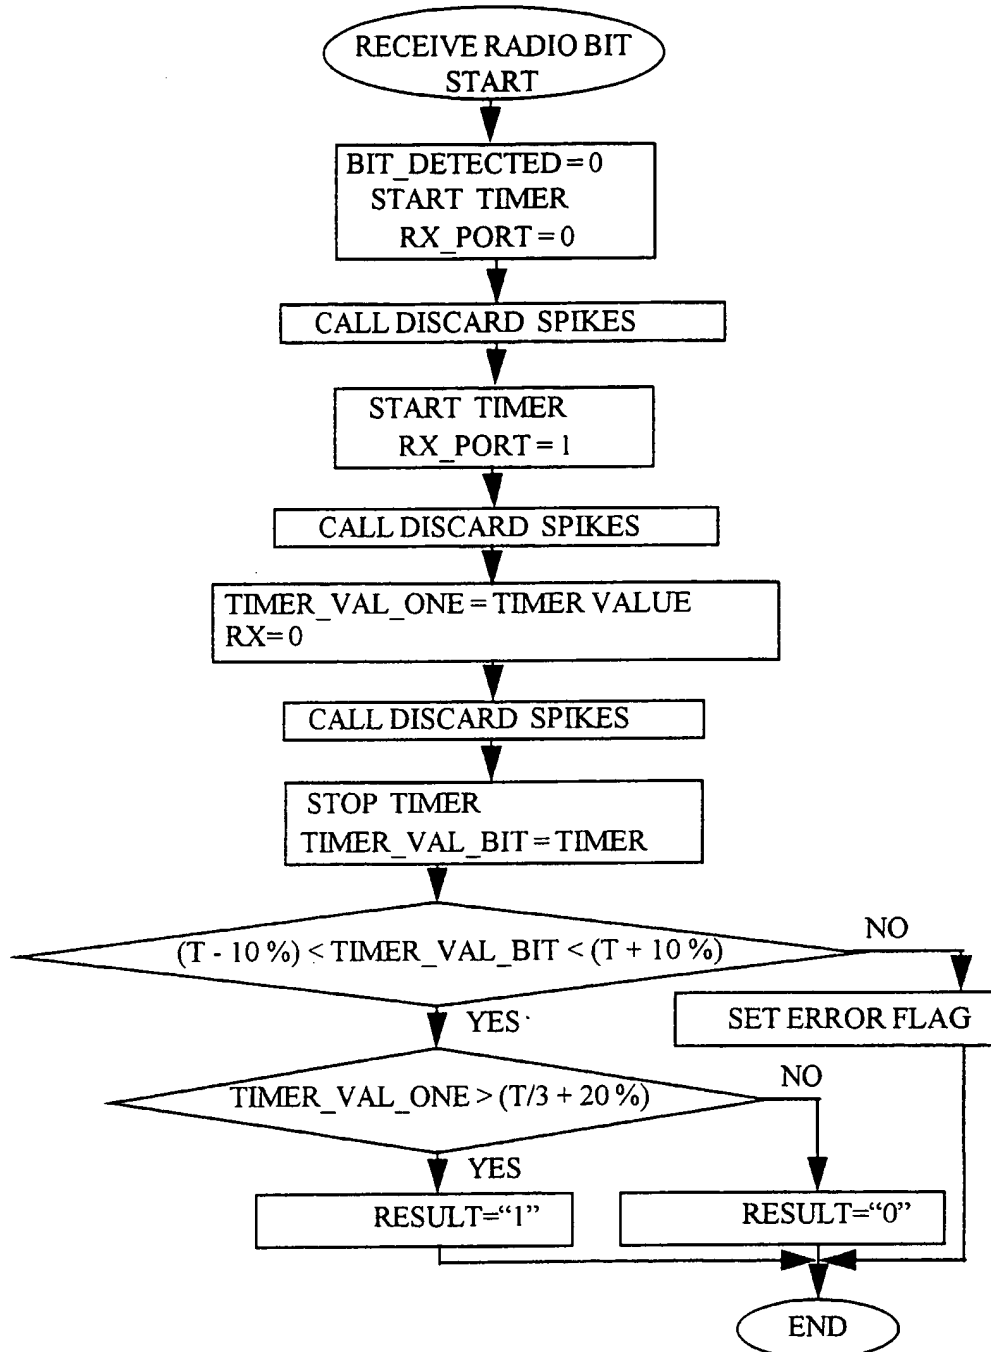 RECEIVE RADIO BIT
START
BIT_DETECTED = 0
START TIMER
RX_PORT = 0
CALL DISCARD SPIKES
START TIMER
RX_PORT = 1
CALL DISCARD SPIKES
TIMER_VAL_ONE = TIMER VALUE
RX= 0
CALL DISCARD SPIKES
STOP TIMER
TIMER_VAL_BIT = TIMER
(T - 10 %) < TIMER_VAL_BIT < (T + 10 %)
NO
SET ERROR FLAG
YES
TIMER_VAL_ONE > (T/3 + 20 %)
NO
YES
RESULT=“1”
RESULT=“0”
END